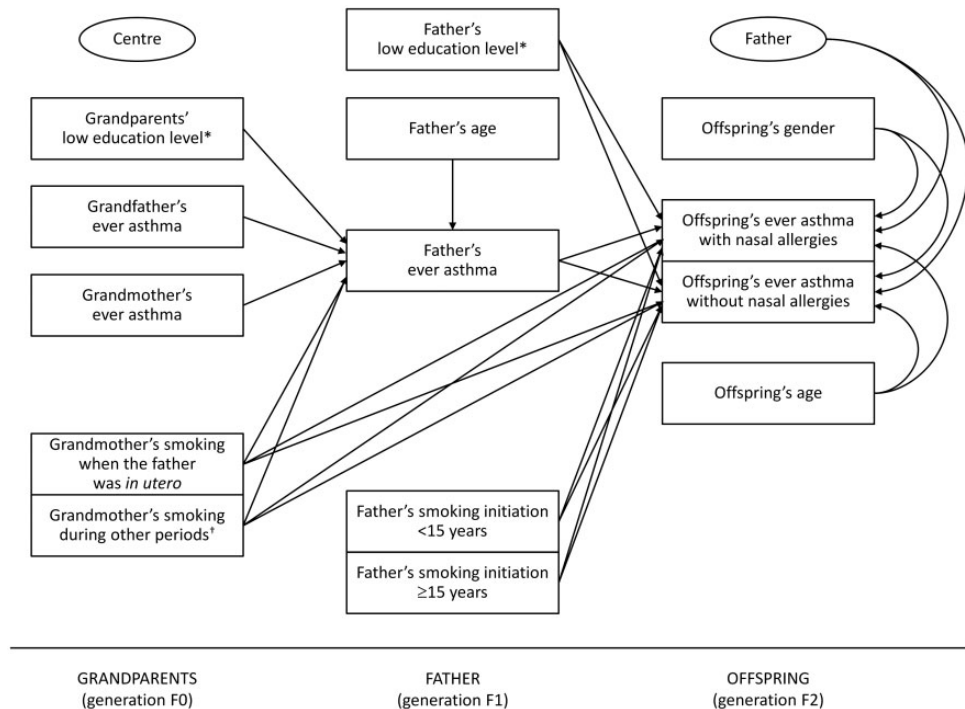 Centre
Grandparents'
low education level*
Grandfather's
ever asthma
Grandmother's
ever asthma
Grandmother's smoking
when the father
was in utero
Grandmother's smoking
during other periods†
Father's
low education level*
Father's age
Father's
ever asthma
Father's smoking initiation
<15 years
Father's smoking initiation
≥15 years
Father
Offspring's gender
Offspring's ever asthma
with nasal allergies
Offspring's ever asthma
without nasal allergies
Offspring's age
GRANDPARENTS
(generation F0)
FATHER
(generation F1)
OFFSPRING
(generation F2)